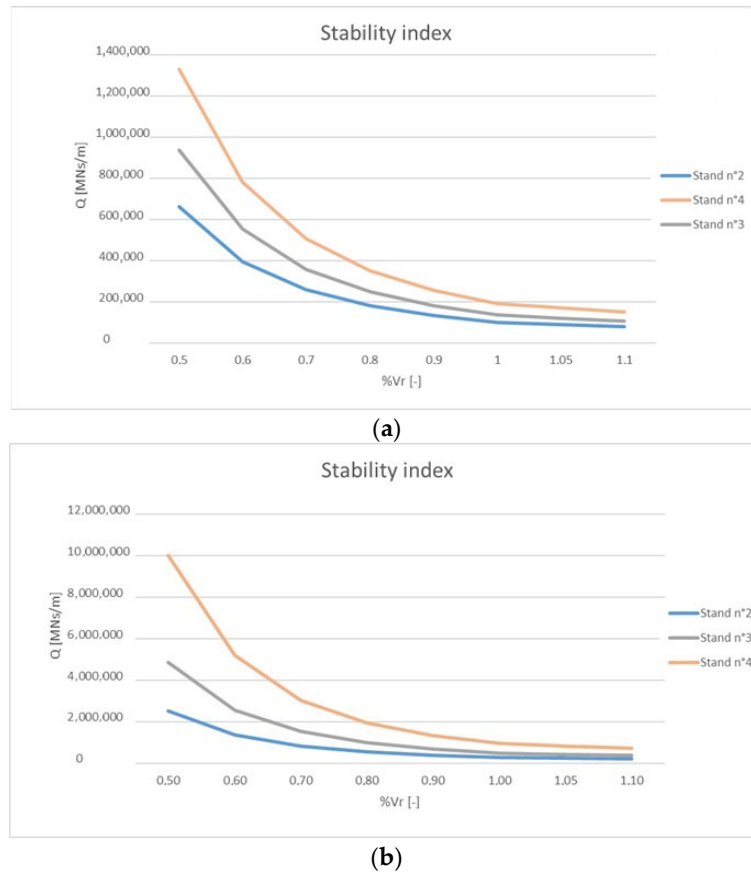 Stability index
1,400,000
1,200,000
1,000,000
800,000
600,000
400,000
200,000
0
Q [MNs/m]
0.5 0.6 0.7 0.8 0.9 1 1.05 1.1
%Vr [-]
Stand n°2
Stand n°4
Stand n°3
(a)
Stability index
12,000,000
10,000,000
8,000,000
6,000,000
4,000,000
2,000,000
0
Q [MNs/m]
0,50 0,60 0,70 0,80 0,90 1.00 1.05 1,10
%Vr [-]
Stand n°2
Stand n°3
Stand n°4
(b)